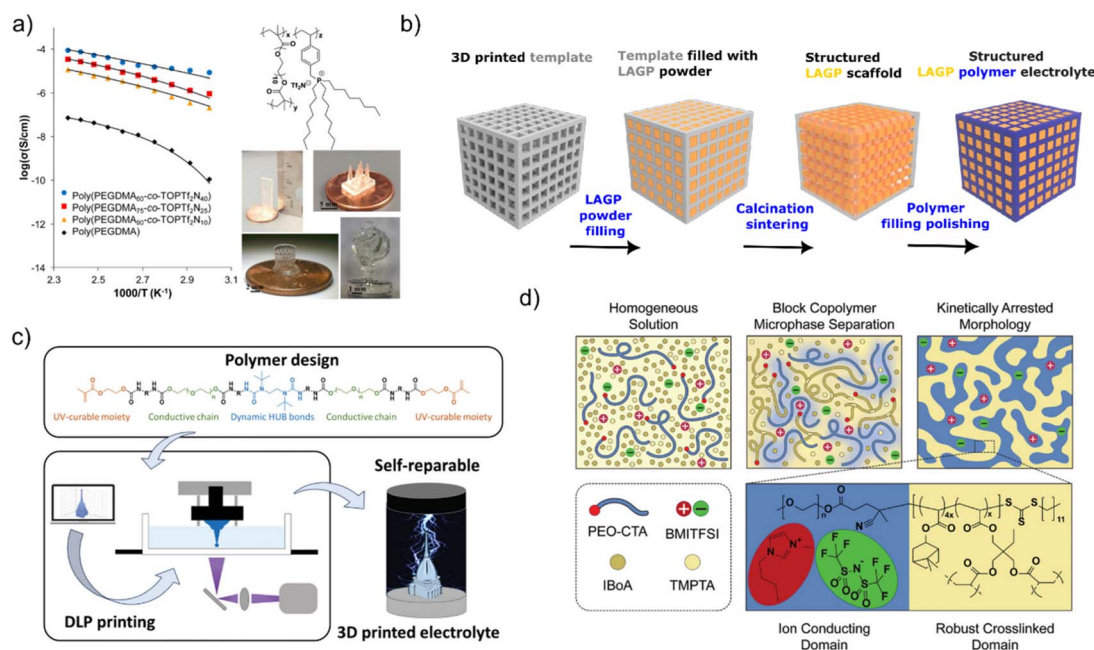 a)
-4
-6
-8
-10
-12
-14
log(σ(S/cm))
2.3
2.5
2.7
2.9
3.1
1000/T (K⁻¹)
Poly(PEGDMA₆₀-co-TOPTf₂N₄₀)
Poly(PEGDMA₇₅-co-TOPTf₂N₂₅)
Poly(PEGDMA₉₀-co-TOPTf₂N₁₀)
Poly(PEGDMA)
Tf₂N
5 mm
b)
3D printed template
Template filled with
LAGP powder
Structured
LAGP scaffold
Structured
LAGP polymer electrolyte
LAGP
powder
filling
Calcination
sintering
Polymer
filling polishing
c)
Polymer design
UV-curable moiety
Conductive chain
Dynamic HUB bonds
Conductive chain
UV-curable moiety
DLP printing
Self-reparable
3D printed electrolyte
d)
Homogeneous
Solution
Block Copolymer
Microphase Separation
Kinetically Arrested
Morphology
PEO-CTA
BMITFSI
IBoA
TMPTA
Ion Conducting
Domain
Robust Crosslinked
Domain